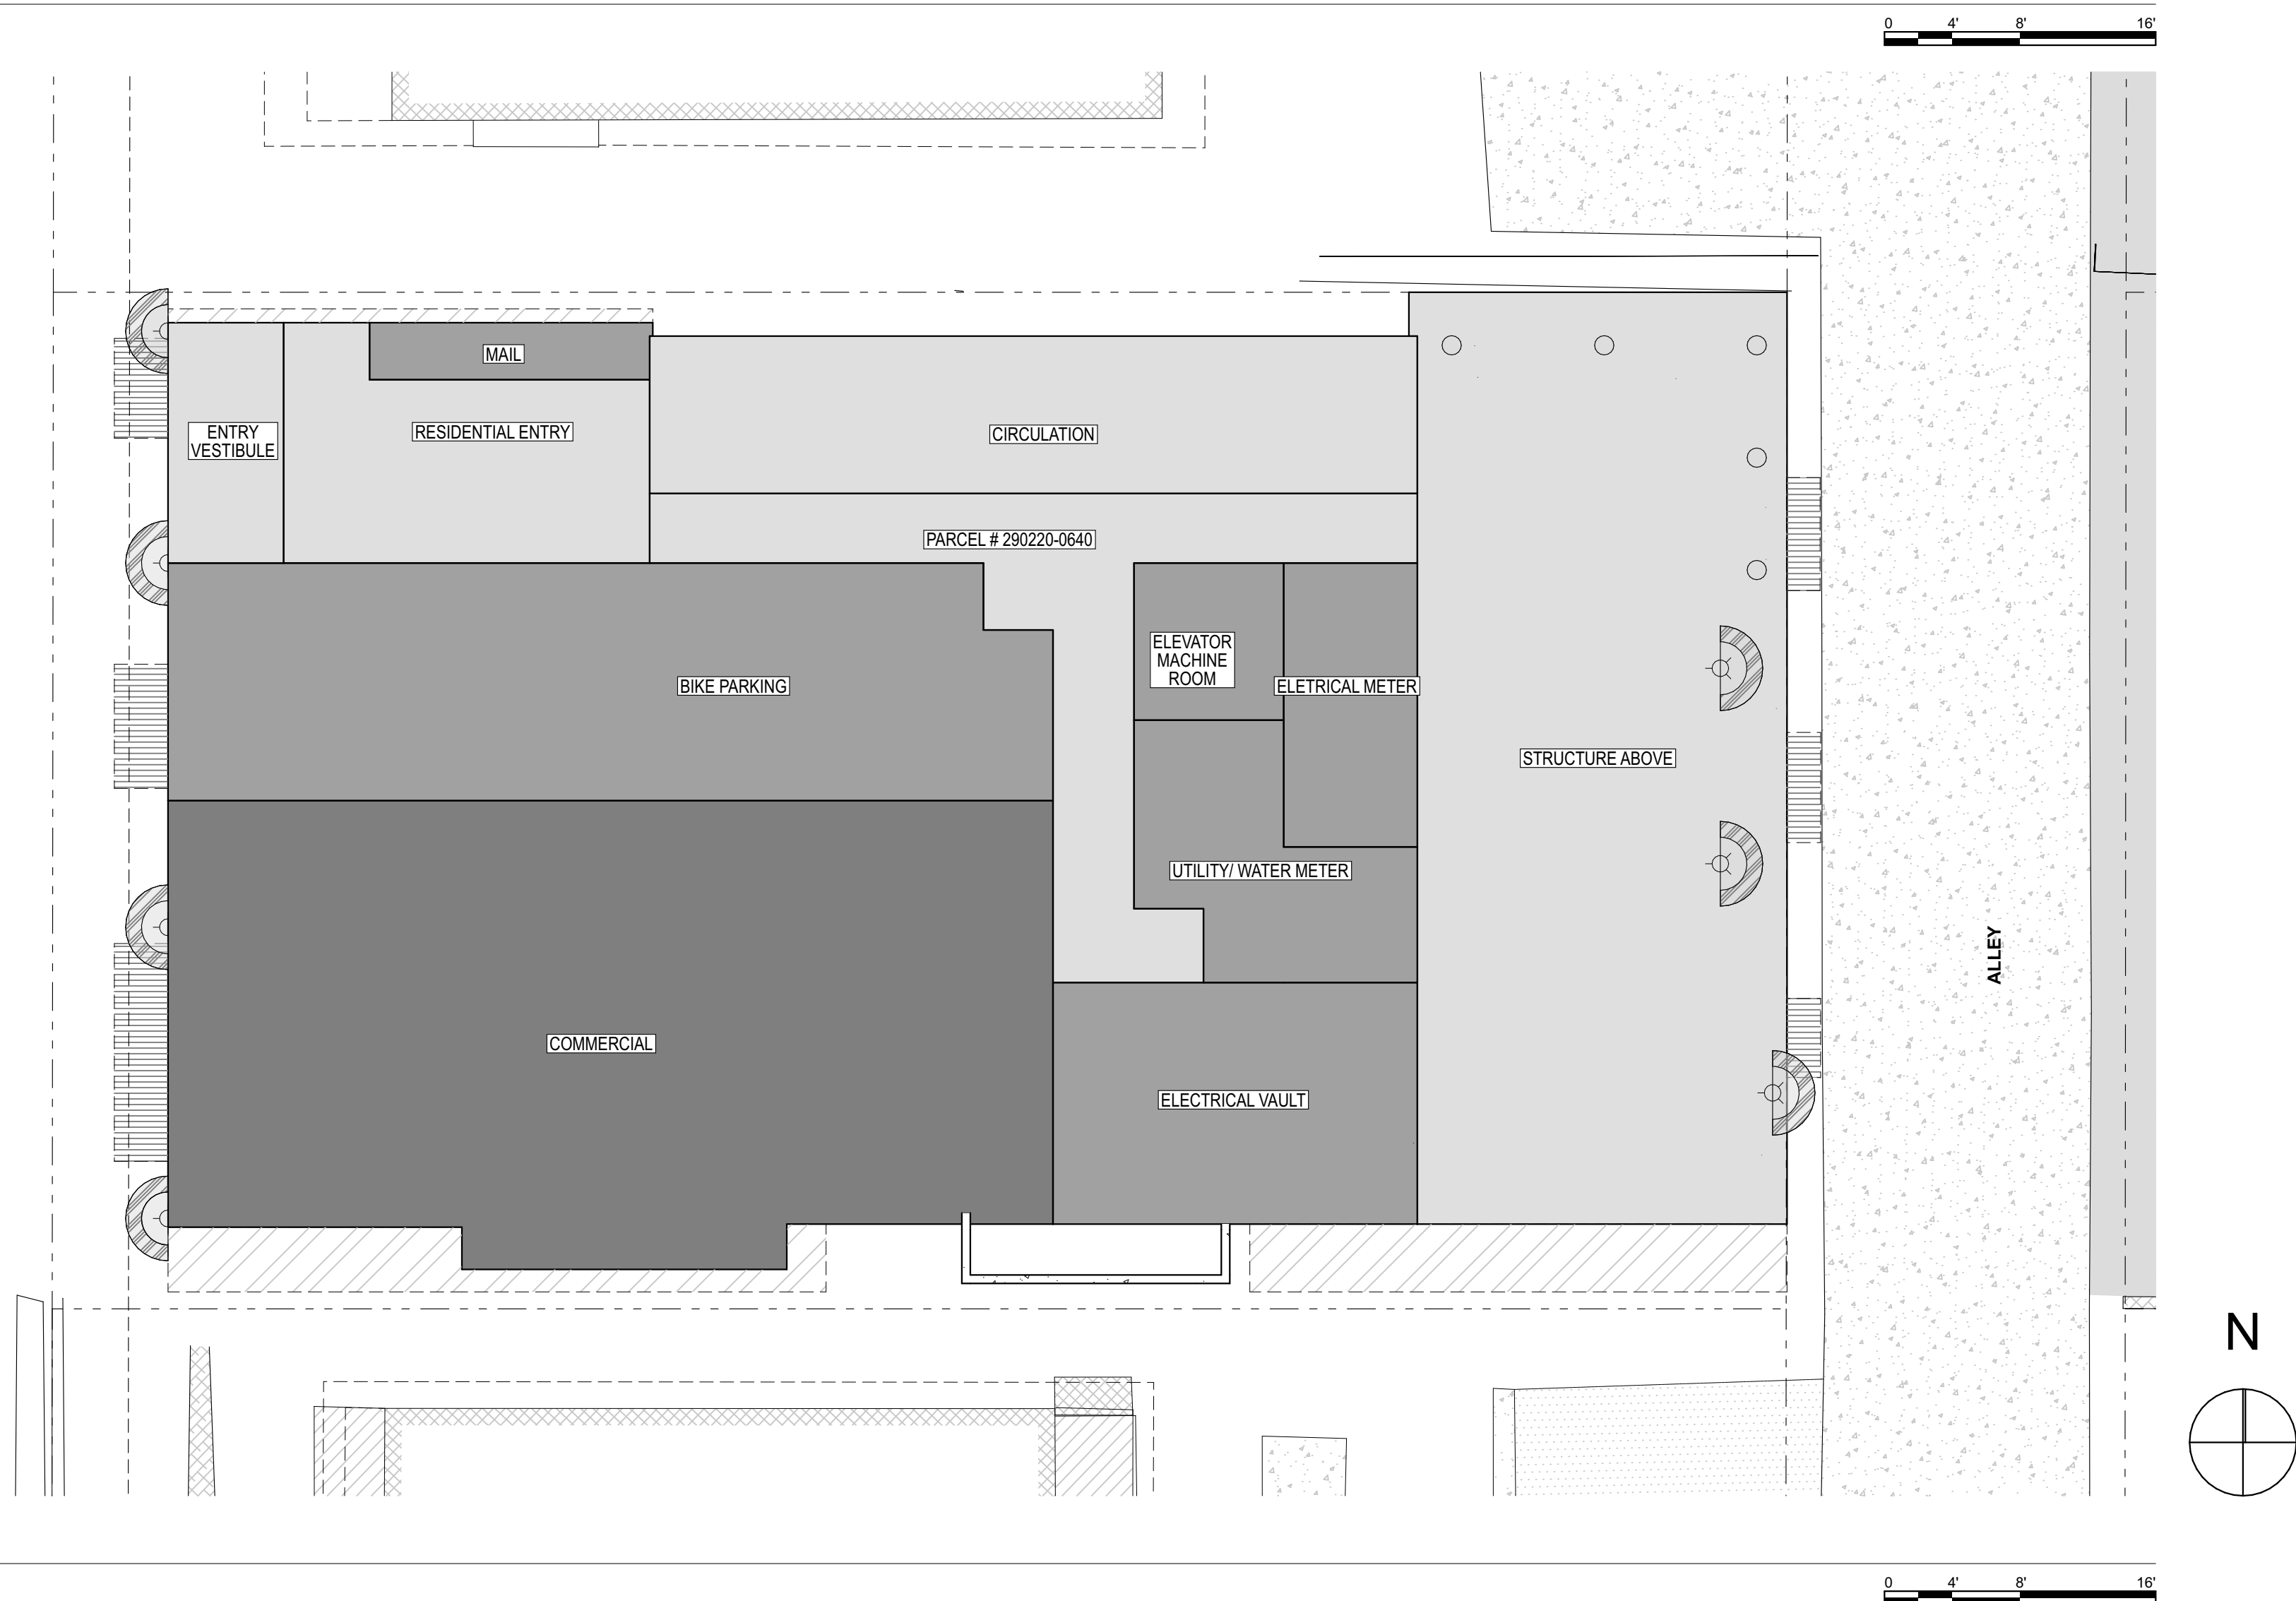 0 4' 8' 16'
MAIL
ENTRY
VESTIBULE
RESIDENTIAL ENTRY
CIRCULATION
PARCEL # 290220-0640
ELEVATOR
MACHINE
ROOM
BIKE PARKING
ELETRICAL METER
STRUCTURE ABOVE
UTILITY/ WATER METER
ALLEY
COMMERCIAL
ELECTRICAL VAULT
N
0 4' 8' 16'